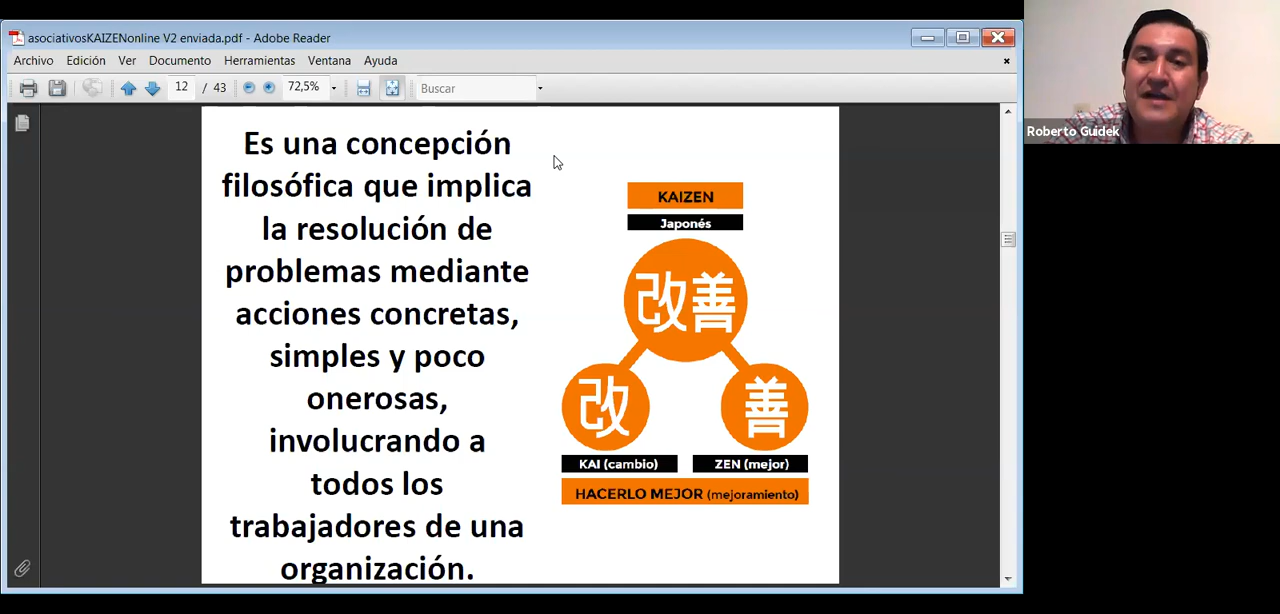 asociativosKAIZENonline V2 enviada.pdf - Adobe Reader
Archivo Edición Ver Documento Herramientas Ventana Ayuda
12 / 43 72,5% Buscar
Es una concepción
filosófica que implica
la resolución de
problemas mediante
acciones concretas,
simples y poco
onerosas,
involucrando a
todos los
trabajadores de una
organización.
KAIZEN
Japonés
改善
改 善
KAI (cambio) ZEN (mejor)
HACERLO MEJOR (mejoramiento)
Roberto Guidek